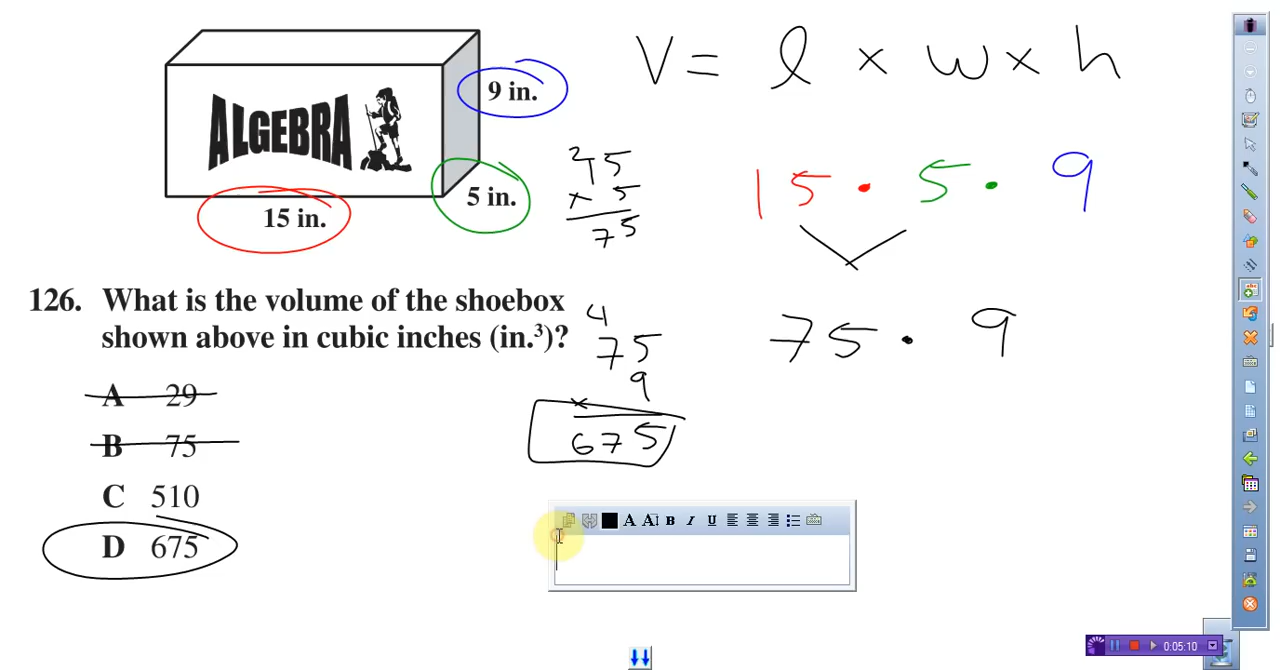 ALGEBRA
9 in.
5 in.
15 in.
V = l × w × h
15 · 5 · 9
2
15
× 5
75
126. What is the volume of the shoebox
shown above in cubic inches (in.³)?
A 29
B 75
C 510
D 675
4
75
9
×
675
75 · 9
A A B I U
0:05:10